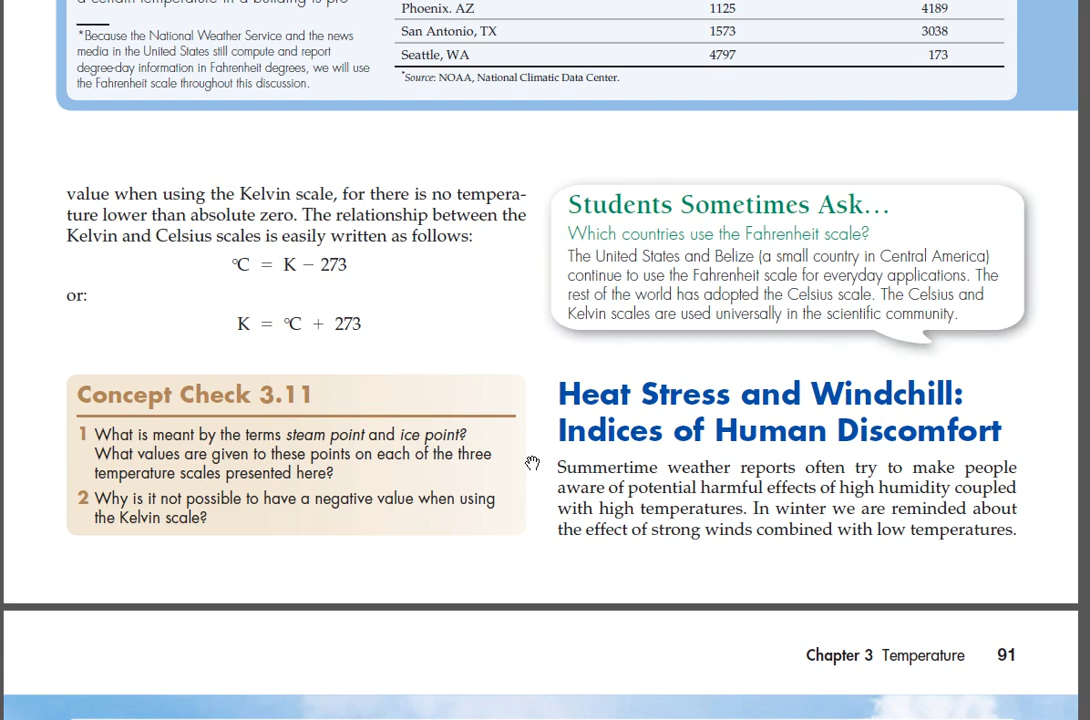 a certain temperature in a building is pro-
*Because the National Weather Service and the news
media in the United States still compute and report
degree-day information in Fahrenheit degrees, we will use
the Fahrenheit scale throughout this discussion.
Phoenix. AZ 1125 4189
San Antonio, TX 1573 3038
Seattle, WA 4797 173
*Source: NOAA, National Climatic Data Center.
value when using the Kelvin scale, for there is no tempera-
ture lower than absolute zero. The relationship between the
Kelvin and Celsius scales is easily written as follows:
°C = K − 273
or:
K = °C + 273
Concept Check 3.11
1 What is meant by the terms steam point and ice point?
What values are given to these points on each of the three
temperature scales presented here?
2 Why is it not possible to have a negative value when using
the Kelvin scale?
Students Sometimes Ask...
Which countries use the Fahrenheit scale?
The United States and Belize (a small country in Central America)
continue to use the Fahrenheit scale for everyday applications. The
rest of the world has adopted the Celsius scale. The Celsius and
Kelvin scales are used universally in the scientific community.
Heat Stress and Windchill:
Indices of Human Discomfort
Summertime weather reports often try to make people
aware of potential harmful effects of high humidity coupled
with high temperatures. In winter we are reminded about
the effect of strong winds combined with low temperatures.
Chapter 3 Temperature 91